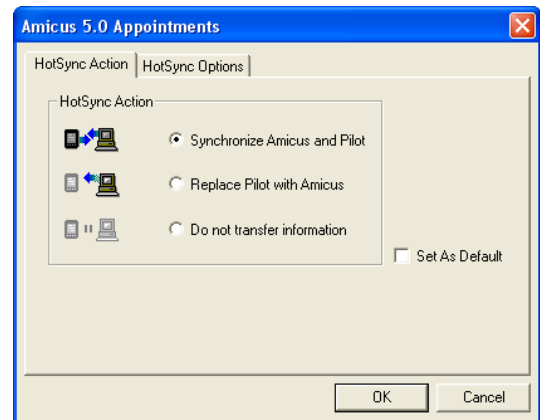 Amicus 5.0 Appointments
HotSync Action HotSync Options
HotSync Action
Synchronize Amicus and Pilot
Replace Pilot with Amicus
Do not transfer information
Set As Default
OK Cancel